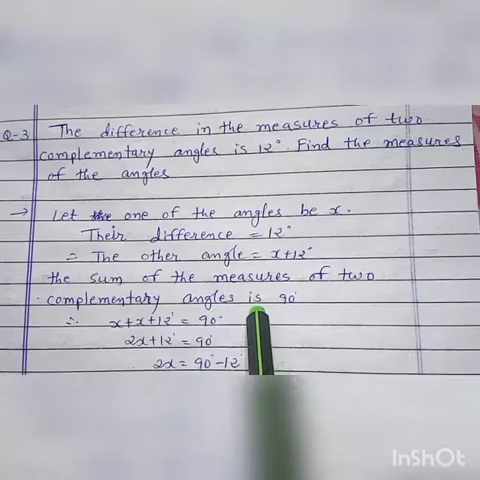 Q-3 The difference in the measures of two
complementary angles is 12°. Find the measures
of the angles
→ Let the one of the angles be x.
Their difference = 12°
= The other angle = x+12°
the sum of the measures of two
complementary angles is 90°
∴ x+x+12° = 90°
2x+12° = 90°
2x = 90°-12°
InShOt